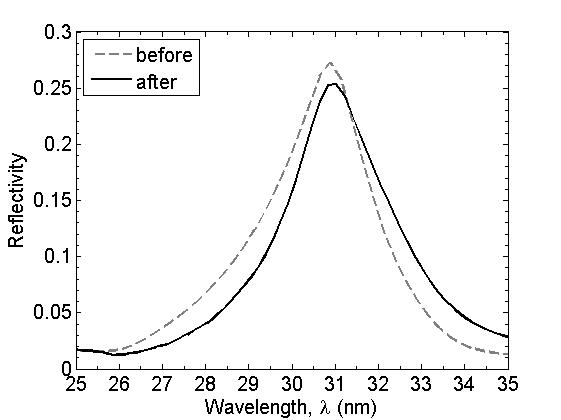 0.3
0.25
0.2
0.15
0.1
0.05
0
Reflectivity
before
after
25 26 27 28 29 30 31 32 33 34 35
Wavelength, λ (nm)